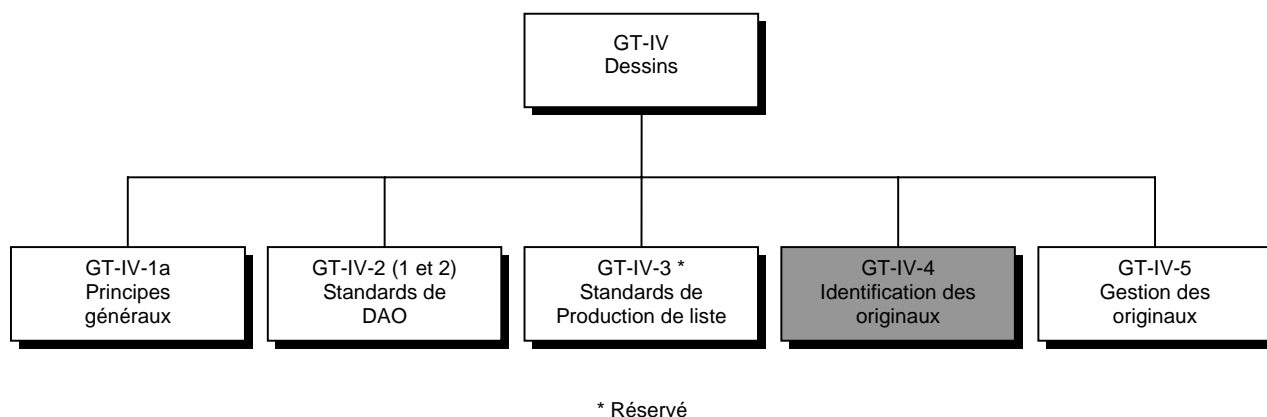 GT-IV
Dessins
GT-IV-1a
Principes
généraux
GT-IV-2 (1 et 2)
Standards de
DAO
GT-IV-3 *
Standards de
Production de liste
GT-IV-4
Identification des
originaux
GT-IV-5
Gestion des
originaux
* Réservé